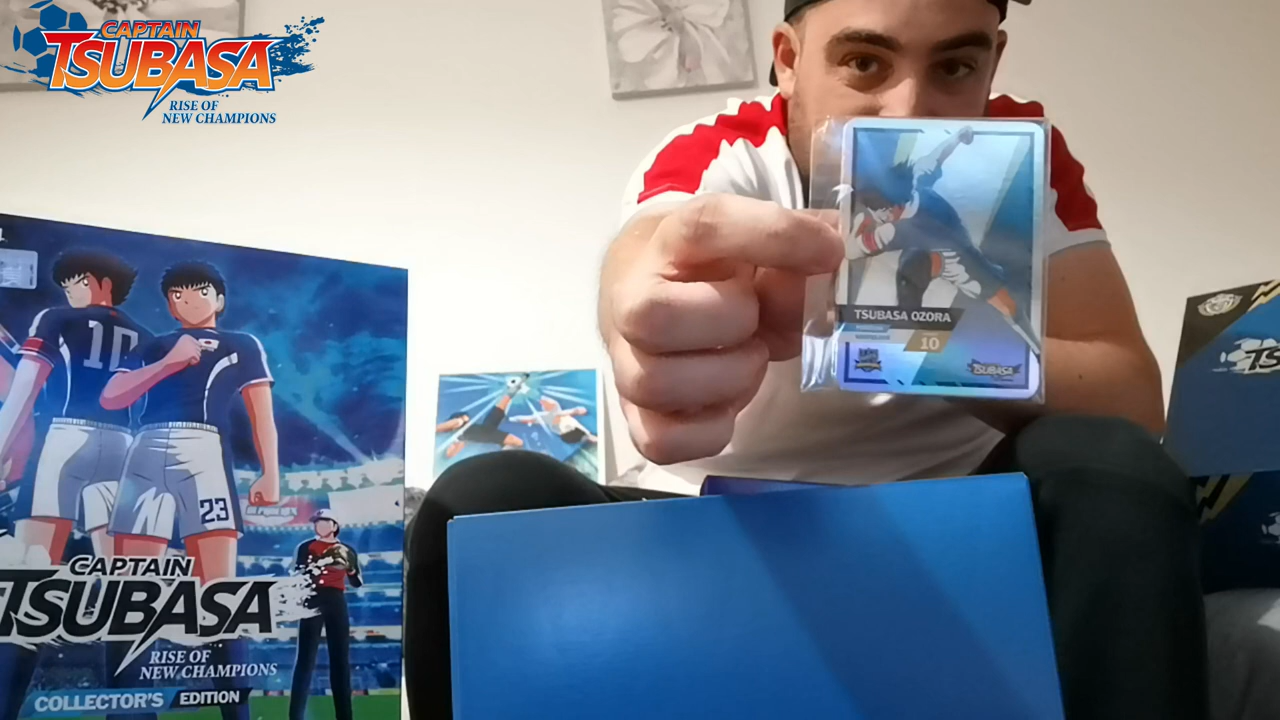 CAPTAIN
TSUBASA
RISE OF
NEW CHAMPIONS
10
23
CAPTAIN
TSUBASA
RISE OF
NEW CHAMPIONS
COLLECTOR'S EDITION
TSUBASA OZORA
10
TSUBASA
TS